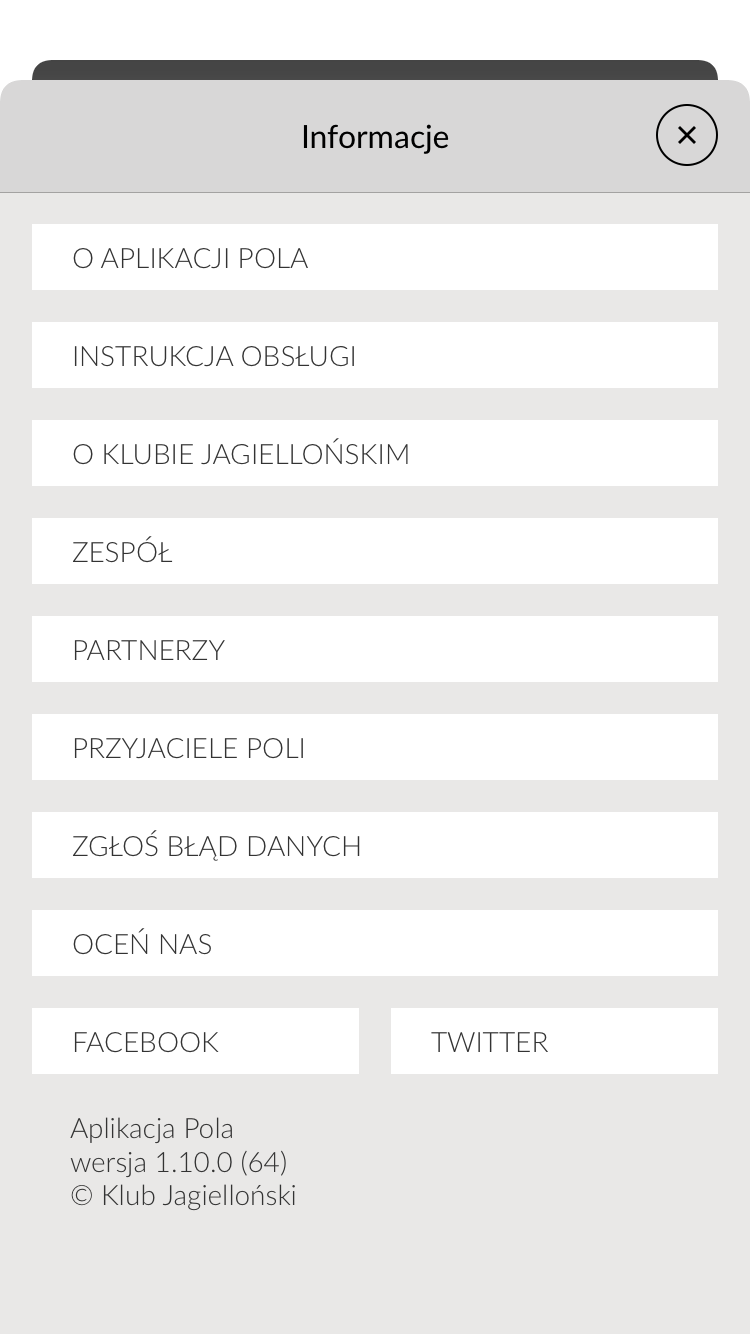 Informacje
O APLIKACJI POLA
INSTRUKCJA OBSŁUGI
O KLUBIE JAGIELLOŃSKIM
ZESPÓŁ
PARTNERZY
PRZYJACIELE POLI
ZGŁOŚ BŁĄD DANYCH
OCEŃ NAS
FACEBOOK
TWITTER
Aplikacja Pola
wersja 1.10.0 (64)
© Klub Jagielloński